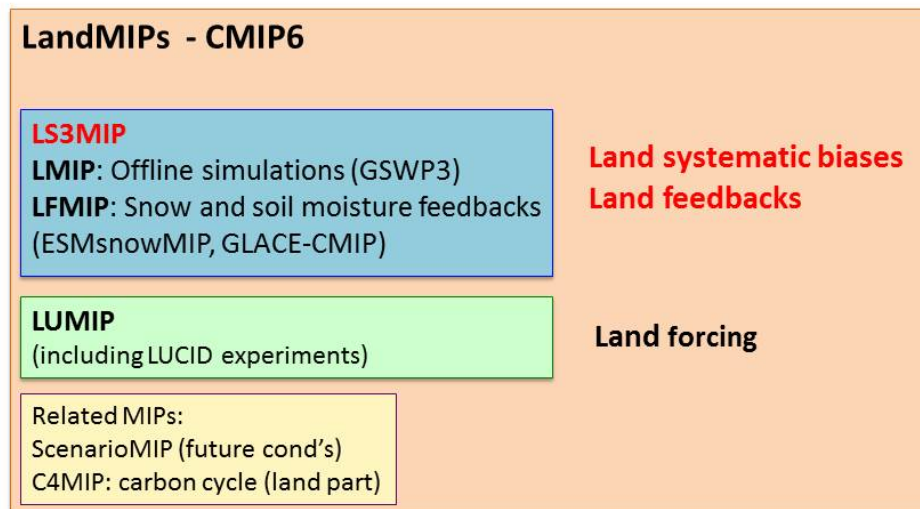 LandMIPs - CMIP6
LS3MIP
LMIP: Offline simulations (GSWP3)
LFMIP: Snow and soil moisture feedbacks
(ESMsnowMIP, GLACE-CMIP)
Land systematic biases
Land feedbacks
LUMIP
(including LUCID experiments)
Land forcing
Related MIPs:
ScenarioMIP (future cond's)
C4MIP: carbon cycle (land part)